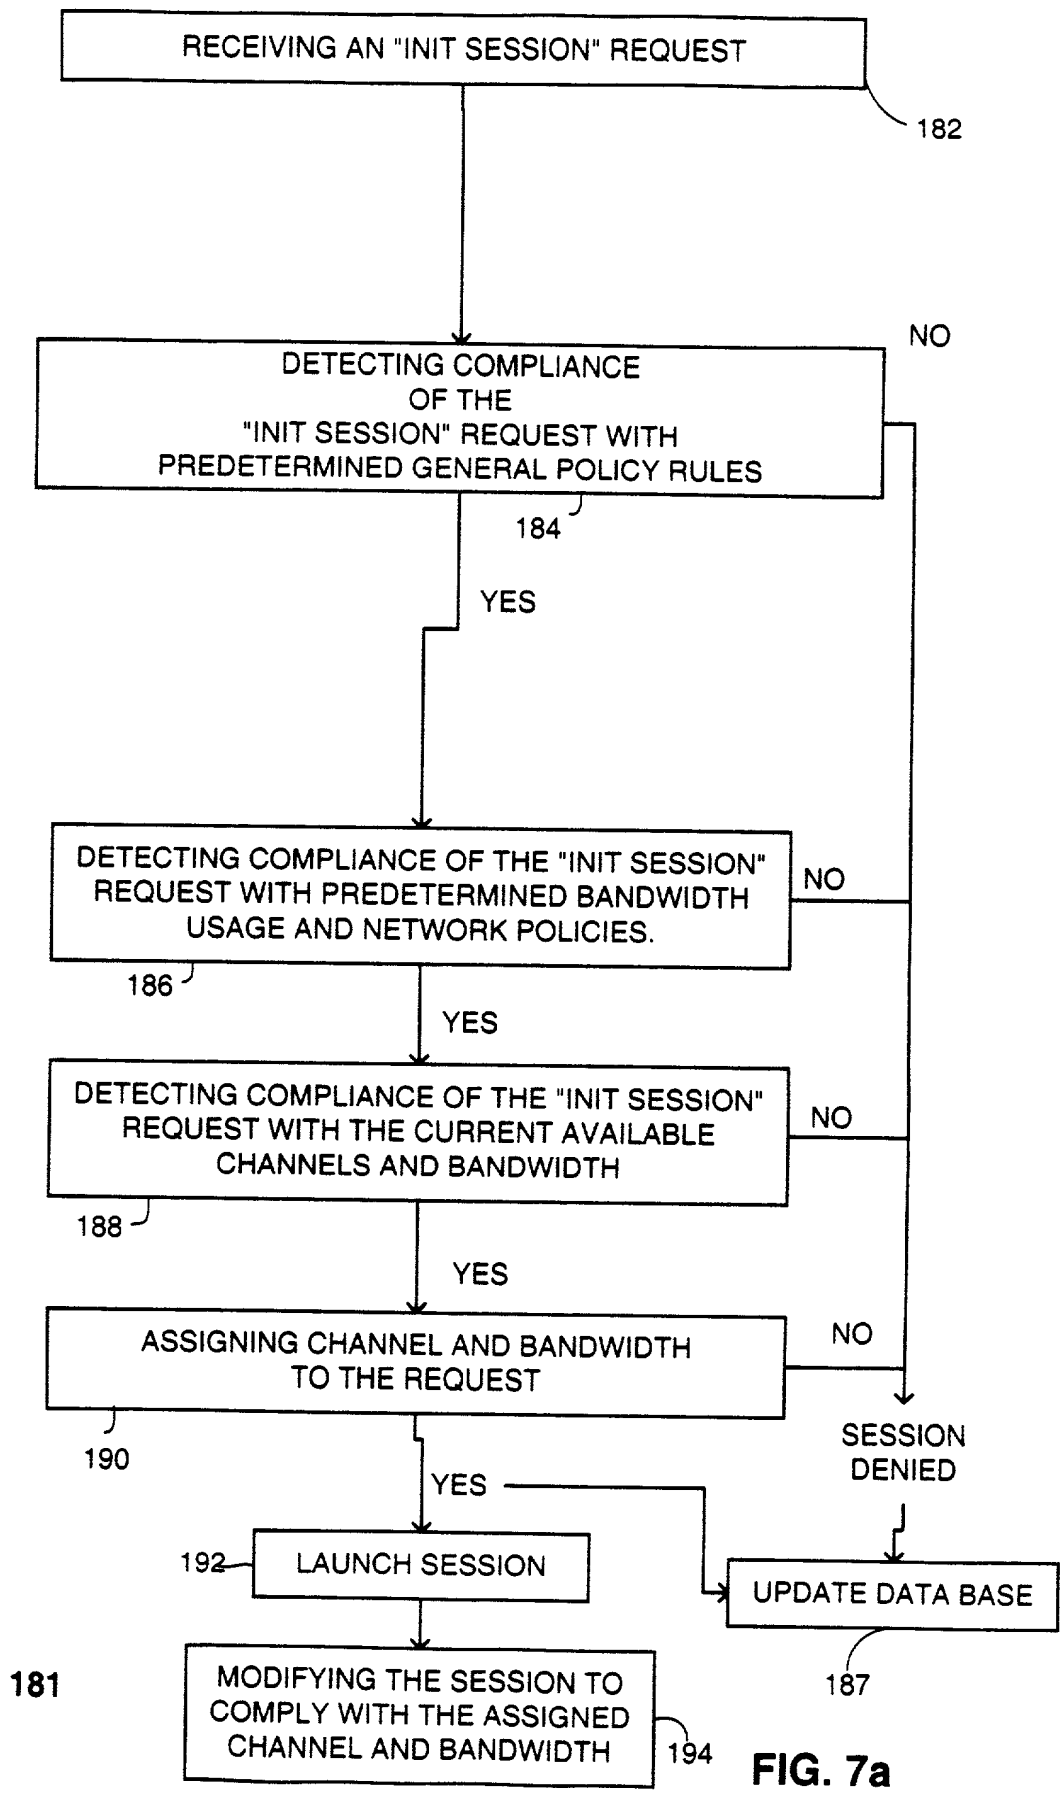 RECEIVING AN "INIT SESSION" REQUEST
182
NO
DETECTING COMPLIANCE
OF THE
"INIT SESSION" REQUEST WITH
PREDETERMINED GENERAL POLICY RULES
184
YES
DETECTING COMPLIANCE OF THE "INIT SESSION"
REQUEST WITH PREDETERMINED BANDWIDTH
USAGE AND NETWORK POLICIES.
NO
186
YES
DETECTING COMPLIANCE OF THE "INIT SESSION"
REQUEST WITH THE CURRENT AVAILABLE
CHANNELS AND BANDWIDTH
NO
188
YES
ASSIGNING CHANNEL AND BANDWIDTH
TO THE REQUEST
NO
190
SESSION
DENIED
YES
192
LAUNCH SESSION
UPDATE DATA BASE
187
181
MODIFYING THE SESSION TO
COMPLY WITH THE ASSIGNED
CHANNEL AND BANDWIDTH
194
FIG. 7a